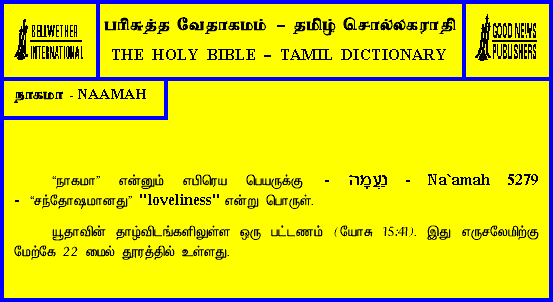 BELLWETHER
INTERNATIONAL
பரிசுத்த வேதாகமம் – தமிழ் சொல்லகராதி
THE HOLY BIBLE – TAMIL DICTIONARY
GOOD NEWS
PUBLISHERS
நாகமா - NAAMAH
“நாகமா” என்னும் எபிரெய பெயருக்கு - נַעֲמָה - Na`amah 5279
- “சந்தோஷமானது” "loveliness" என்று பொருள்.
யூதாவின் தாழ்விடங்களிலுள்ள ஒரு பட்டணம் (யோசு 15:41). இது எருசலேமிற்கு
மேற்கே 22 மைல் தூரத்தில் உள்ளது.